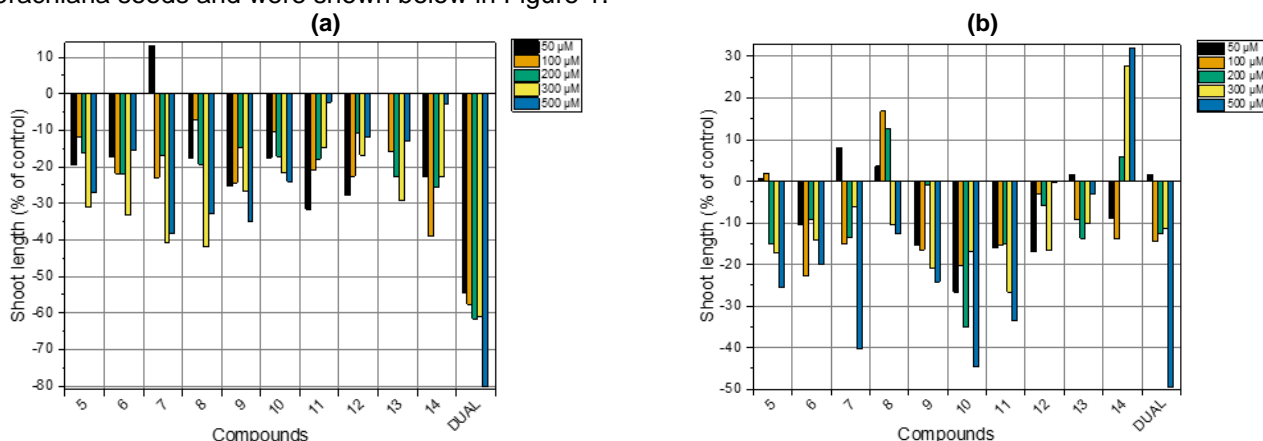 brachiana seeds and were shown below in Figure 1.
(a)
10
0
-10
-20
-30
-40
-50
-60
-70
-80
Shoot length (% of control)
5 6 7 8 9 10 11 12 13 14 DUAL
Compounds
50 µM
100 µM
200 µM
300 µM
500 µM
(b)
30
20
10
0
-10
-20
-30
-40
-50
Shoot length (% of control)
5 6 7 8 9 10 11 12 13 14 DUAL
Compounds
50 µM
100 µM
200 µM
300 µM
500 µM